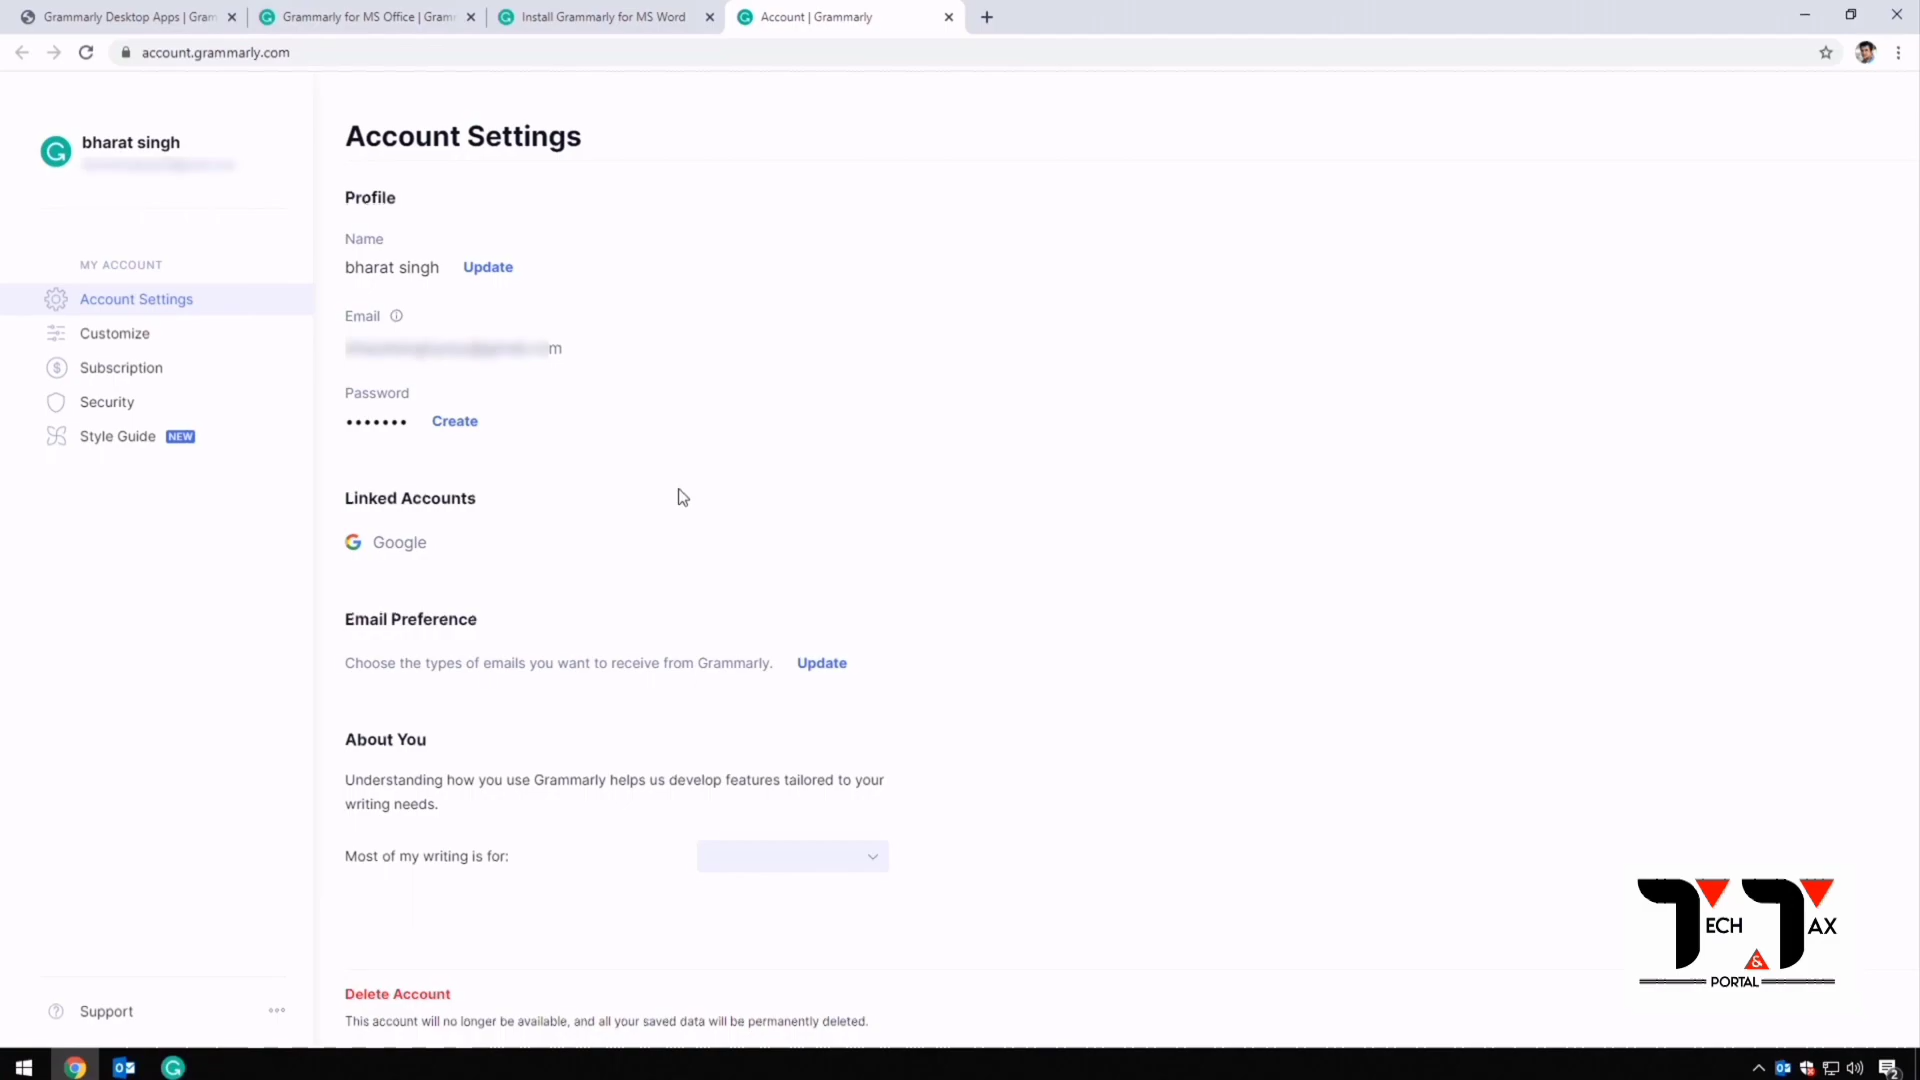 Grammarly Desktop Apps | Gram
Grammarly for MS Office | Gramm
Install Grammarly for MS Word
Account | Grammarly
account.grammarly.com
bharat singh
MY ACCOUNT
Account Settings
Customize
Subscription
Security
Style Guide NEW
Support
Account Settings
Profile
Name
bharat singh Update
Email
m
Password
••••••• Create
Linked Accounts
Google
Email Preference
Choose the types of emails you want to receive from Grammarly. Update
About You
Understanding how you use Grammarly helps us develop features tailored to your
writing needs.
Most of my writing is for:
Delete Account
This account will no longer be available, and all your saved data will be permanently deleted.
TECH TAX
&
PORTAL
2